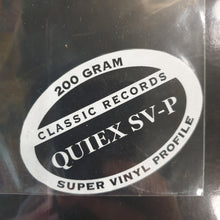 200 GRAM
CLASSIC RECORDS
QUIEX SV-P
SUPER VINYL PROFILE